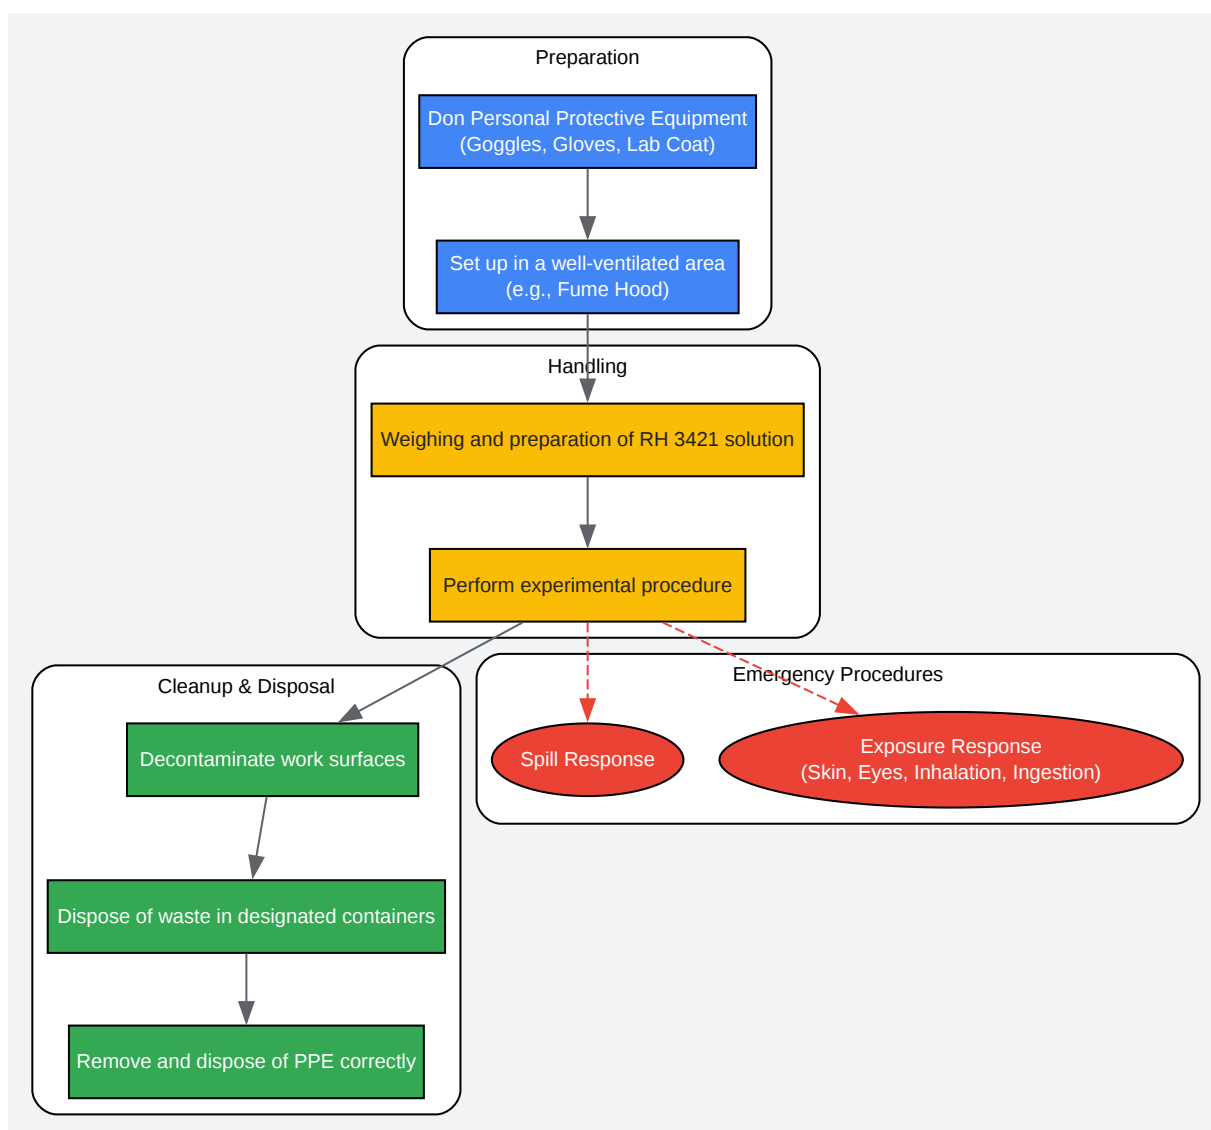 Preparation
Don Personal Protective Equipment
(Goggles, Gloves, Lab Coat)
Set up in a well-ventilated area
(e.g., Fume Hood)
Handling
Weighing and preparation of RH 3421 solution
Perform experimental procedure
Cleanup & Disposal
Decontaminate work surfaces
Dispose of waste in designated containers
Remove and dispose of PPE correctly
Emergency Procedures
Spill Response
Exposure Response
(Skin, Eyes, Inhalation, Ingestion)